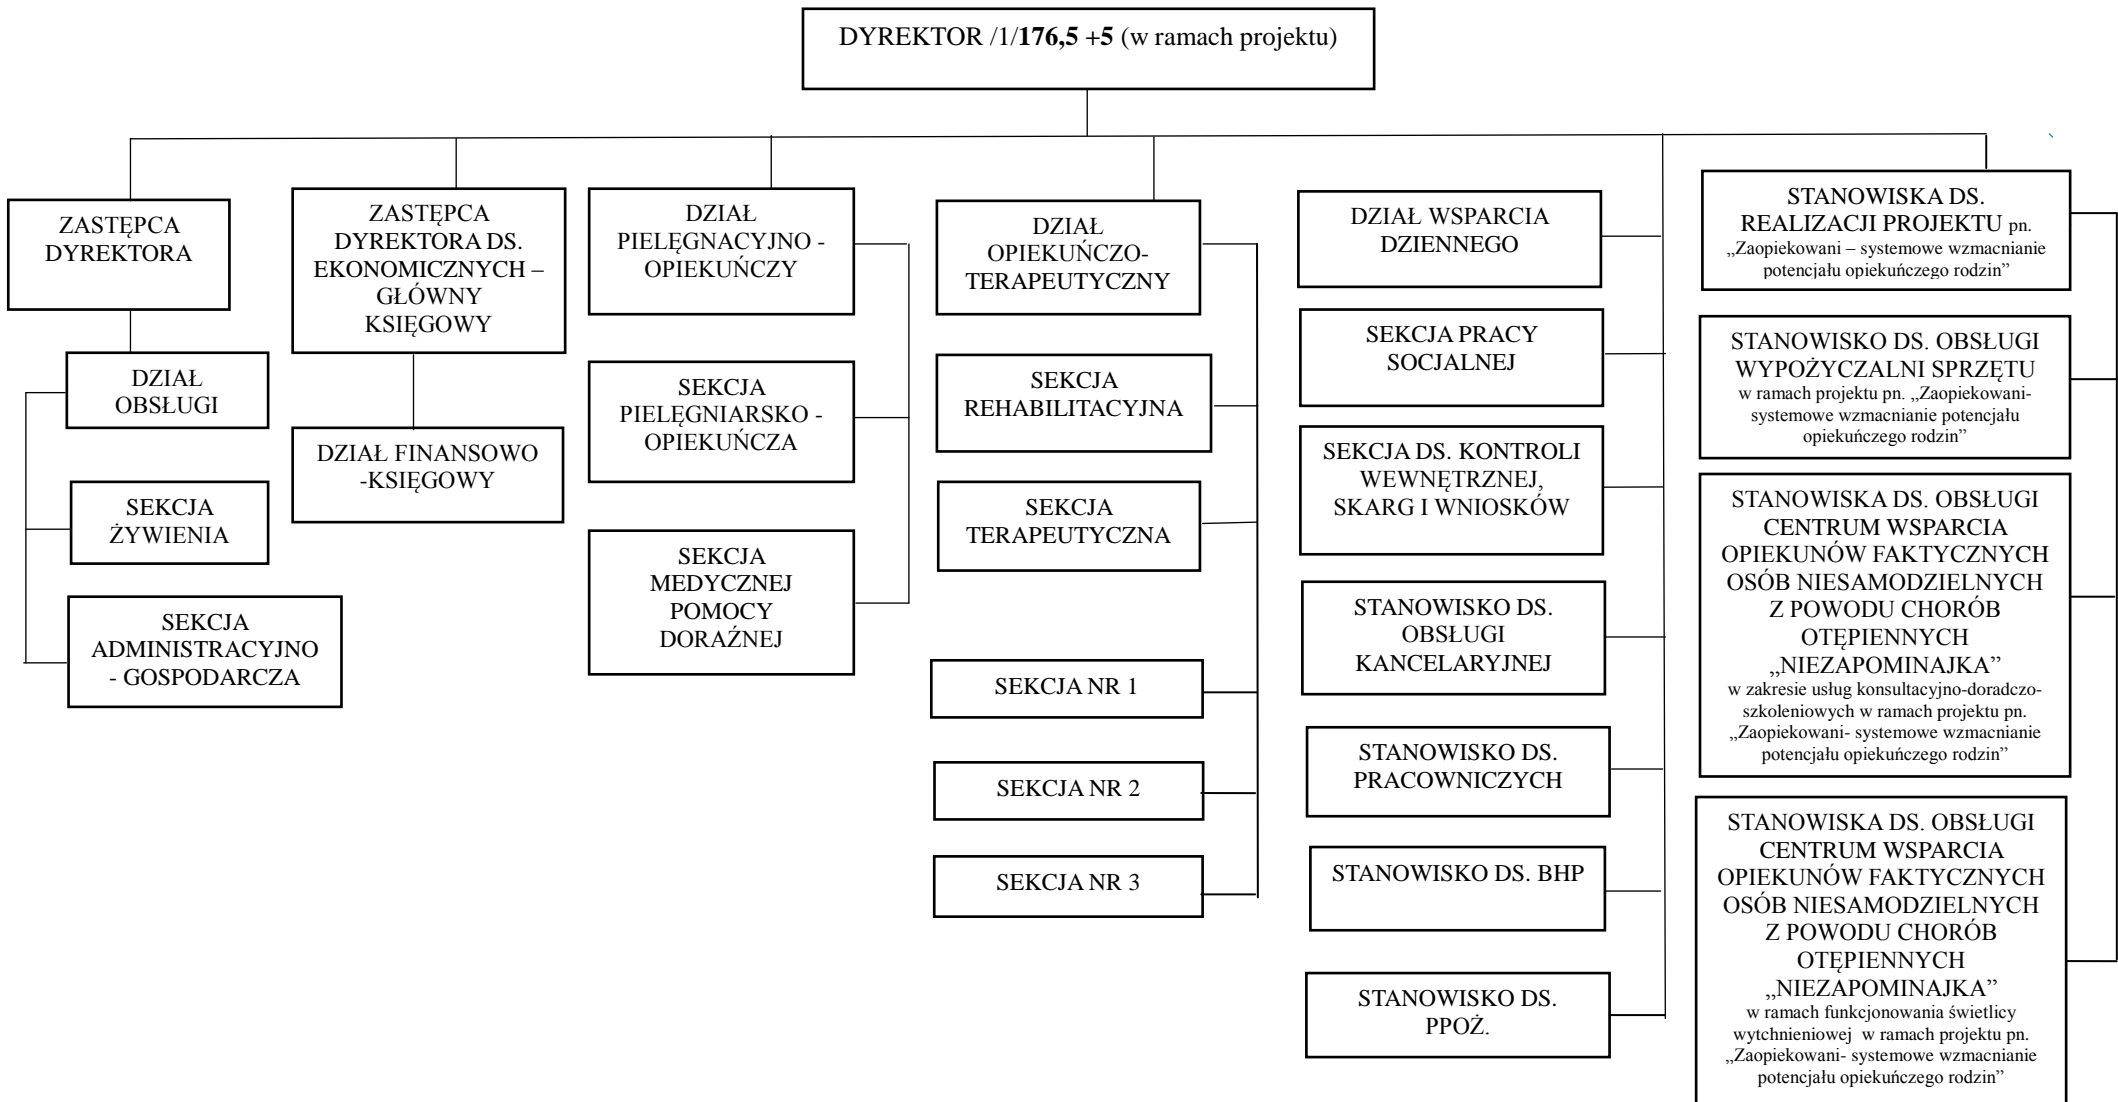 DYREKTOR /1/176,5 +5 (w ramach projektu)
ZASTĘPCA
DYREKTORA
DZIAŁ
OBSŁUGI
SEKCJA
ŻYWIENIA
SEKCJA
ADMINISTRACYJNO
- GOSPODARCZA
ZASTĘPCA
DYREKTORA DS.
EKONOMICZNYCH –
GŁÓWNY
KSIĘGOWY
DZIAŁ FINANSOWO
-KSIĘGOWY
DZIAŁ
PIELĘGNACYJNO -
OPIEKUŃCZY
SEKCJA
PIELĘGNIARSKO -
OPIEKUŃCZA
SEKCJA
MEDYCZNEJ
POMOCY
DORAŹNEJ
DZIAŁ
OPIEKUŃCZO-
TERAPEUTYCZNY
SEKCJA
REHABILITACYJNA
SEKCJA
TERAPEUTYCZNA
SEKCJA NR 1
SEKCJA NR 2
SEKCJA NR 3
DZIAŁ WSPARCIA
DZIENNEGO
SEKCJA PRACY
SOCJALNEJ
SEKCJA DS. KONTROLI
WEWNĘTRZNEJ,
SKARG I WNIOSKÓW
STANOWISKO DS.
OBSŁUGI
KANCELARYJNEJ
STANOWISKO DS.
PRACOWNICZYCH
STANOWISKO DS. BHP
STANOWISKO DS.
PPOŻ.
STANOWISKA DS.
REALIZACJI PROJEKTU pn.
„Zaopiekowani – systemowe wzmacnianie
potencjału opiekuńczego rodzin”
STANOWISKO DS. OBSŁUGI
WYPOŻYCZALNI SPRZĘTU
w ramach projektu pn. „Zaopiekowani-
systemowe wzmacnianie potencjału
opiekuńczego rodzin”
STANOWISKA DS. OBSŁUGI
CENTRUM WSPARCIA
OPIEKUNÓW FAKTYCZNYCH
OSÓB NIESAMODZIELNYCH
Z POWODU CHORÓB
OTĘPIENNYCH
„NIEZAPOMINAJKA”
w zakresie usług konsultacyjno-doradczo-
szkoleniowych w ramach projektu pn.
„Zaopiekowani- systemowe wzmacnianie
potencjału opiekuńczego rodzin”
STANOWISKA DS. OBSŁUGI
CENTRUM WSPARCIA
OPIEKUNÓW FAKTYCZNYCH
OSÓB NIESAMODZIELNYCH
Z POWODU CHORÓB
OTĘPIENNYCH
„NIEZAPOMINAJKA”
w ramach funkcjonowania świetlicy
wytchnieniowej w ramach projektu pn.
„Zaopiekowani- systemowe wzmacnianie
potencjału opiekuńczego rodzin”